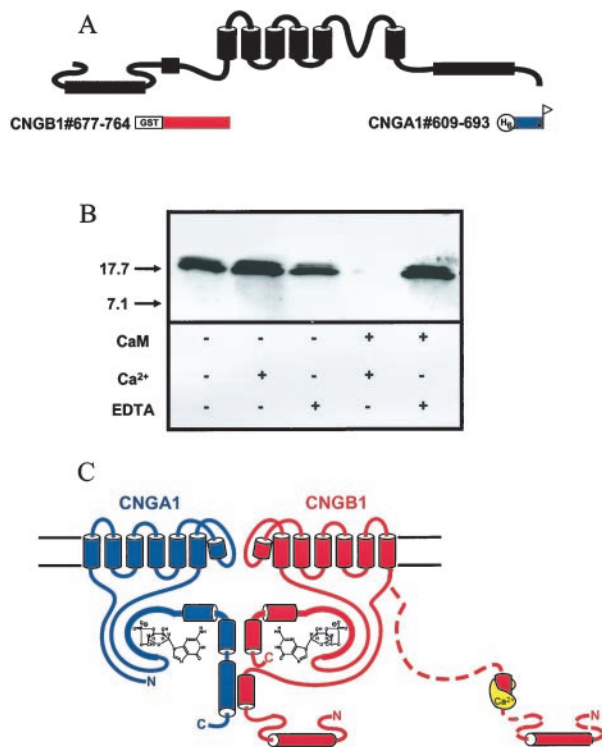 A
CNGB1#677-764 GST
CNGA1#609-693 H6
B
17.7
7.1
CaM - - - + +
Ca2+ - + - + -
EDTA - - + - +
C
CNGA1 CNGB1
N
C
C
N
Ca2+
N